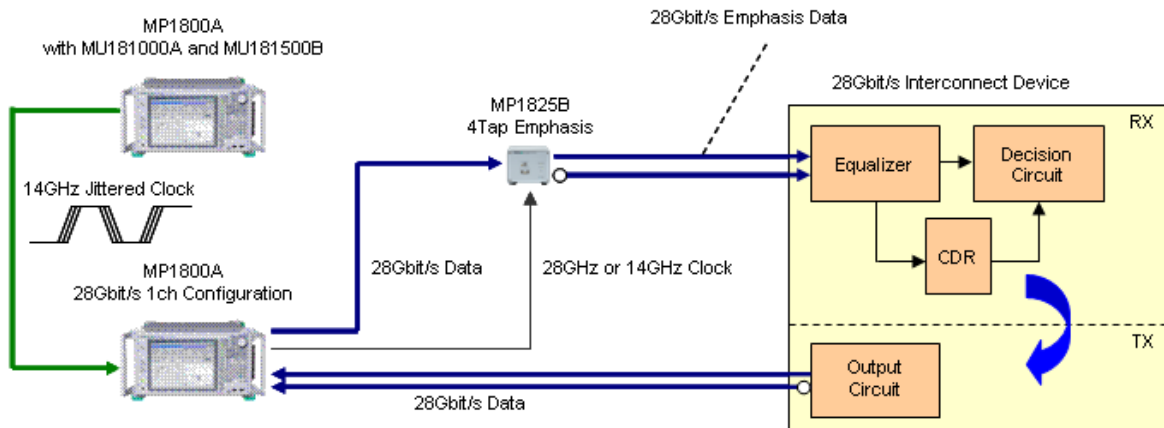 MP1800A
with MU181000A and MU181500B
28Gbit/s Emphasis Data
28Gbit/s Interconnect Device
MP1825B
4Tap Emphasis
RX
Equalizer
Decision
Circuit
14GHz Jittered Clock
CDR
28Gbit/s Data
28GHz or 14GHz Clock
MP1800A
28Gbit/s 1ch Configuration
TX
Output
Circuit
28Gbit/s Data